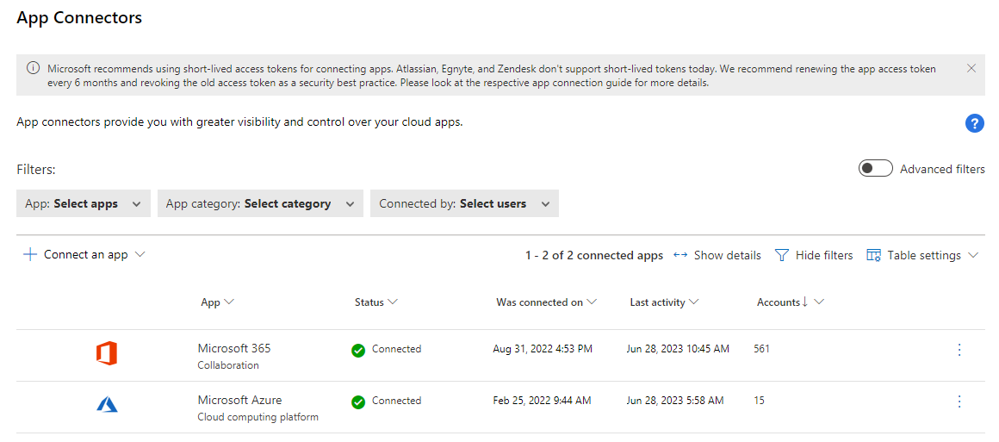 App Connectors
Microsoft recommends using short-lived access tokens for connecting apps. Atlassian, Egnyte, and Zendesk don't support short-lived tokens today. We recommend renewing the app access token
every 6 months and revoking the old access token as a security best practice. Please look at the respective app connection guide for more details.
App connectors provide you with greater visibility and control over your cloud apps.
?
Filters:
Advanced filters
App: Select apps App category: Select category Connected by: Select users
Connect an app 1 - 2 of 2 connected apps Show details Hide filters Table settings
App Status Was connected on Last activity Accounts
Microsoft 365 Connected Aug 31, 2022 4:53 PM Jun 28, 2023 10:45 AM 561
Collaboration
Microsoft Azure Connected Feb 25, 2022 9:44 AM Jun 28, 2023 5:58 AM 15
Cloud computing platform